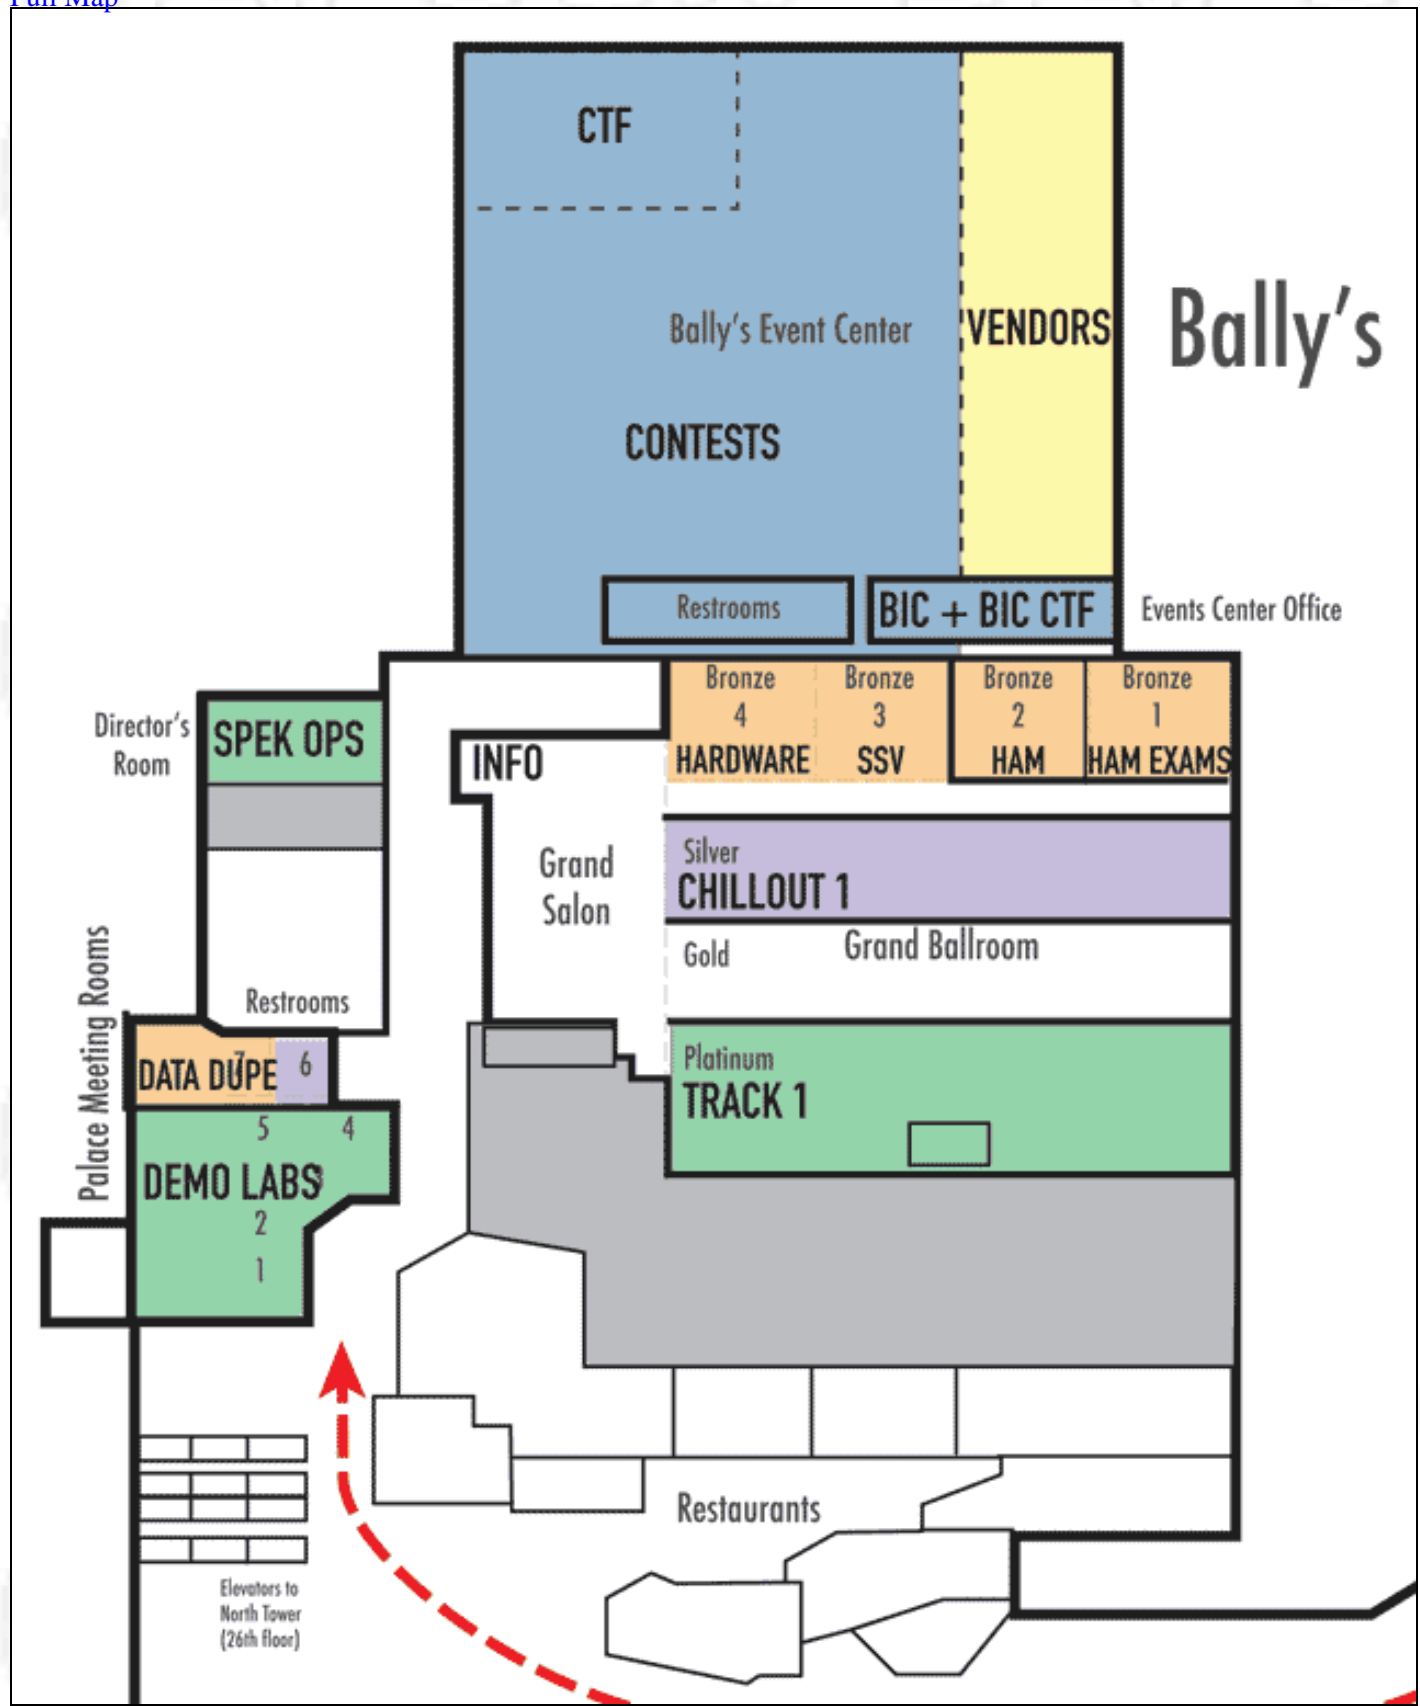 Full Map
CTF
Bally's Event Center
VENDORS
Bally's
CONTESTS
Restrooms
BIC + BIC CTF
Events Center Office
Director's
Room
SPEK OPS
Bronze
4
HARDWARE
Bronze
3
SSV
Bronze
2
HAM
Bronze
1
HAM EXAMS
INFO
Grand
Salon
Silver
CHILLOUT 1
Gold
Grand Ballroom
Restrooms
Palace Meeting Rooms
DATA DUPE
7
6
Platinum
TRACK 1
5
4
DEMO LABS
2
1
Restaurants
Elevators to
North Tower
(26th floor)